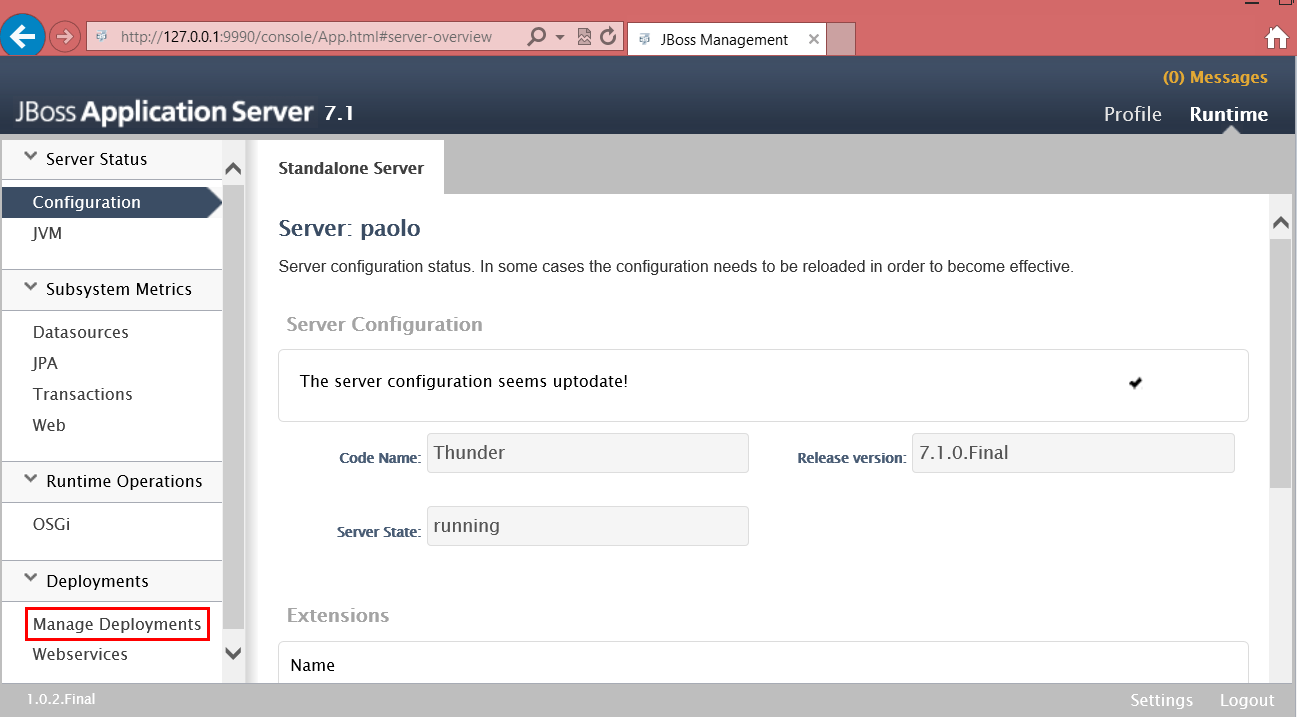 http://127.0.0.1:9990/console/App.html#server-overview
JBoss Management
(0) Messages
JBoss Application Server 7.1
Profile
Runtime
Server Status
Configuration
JVM
Subsystem Metrics
Datasources
JPA
Transactions
Web
Runtime Operations
OSGi
Deployments
Manage Deployments
Webservices
Standalone Server
Server: paolo
Server configuration status. In some cases the configuration needs to be reloaded in order to become effective.
Server Configuration
The server configuration seems uptodate!
Code Name: Thunder
Release version: 7.1.0.Final
Server State: running
Extensions
Name
1.0.2.Final
Settings
Logout